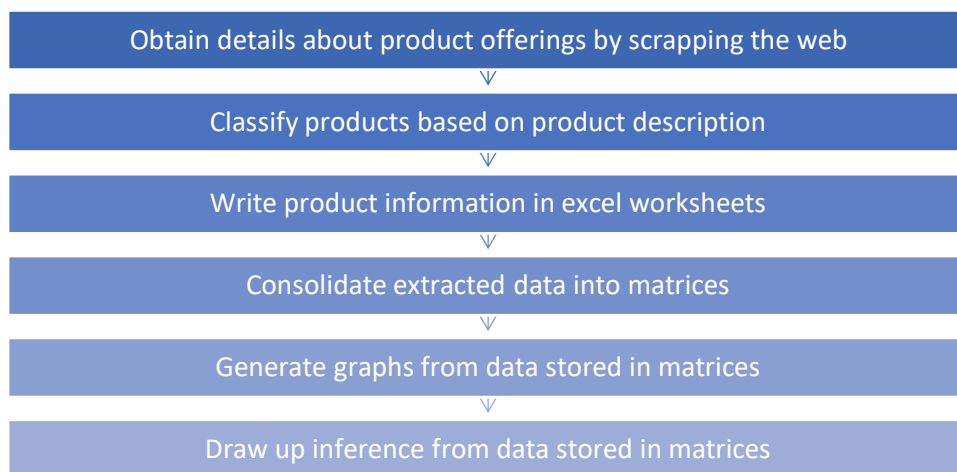 Obtain details about product offerings by scrapping the web
Classify products based on product description
Write product information in excel worksheets
Consolidate extracted data into matrices
Generate graphs from data stored in matrices
Draw up inference from data stored in matrices